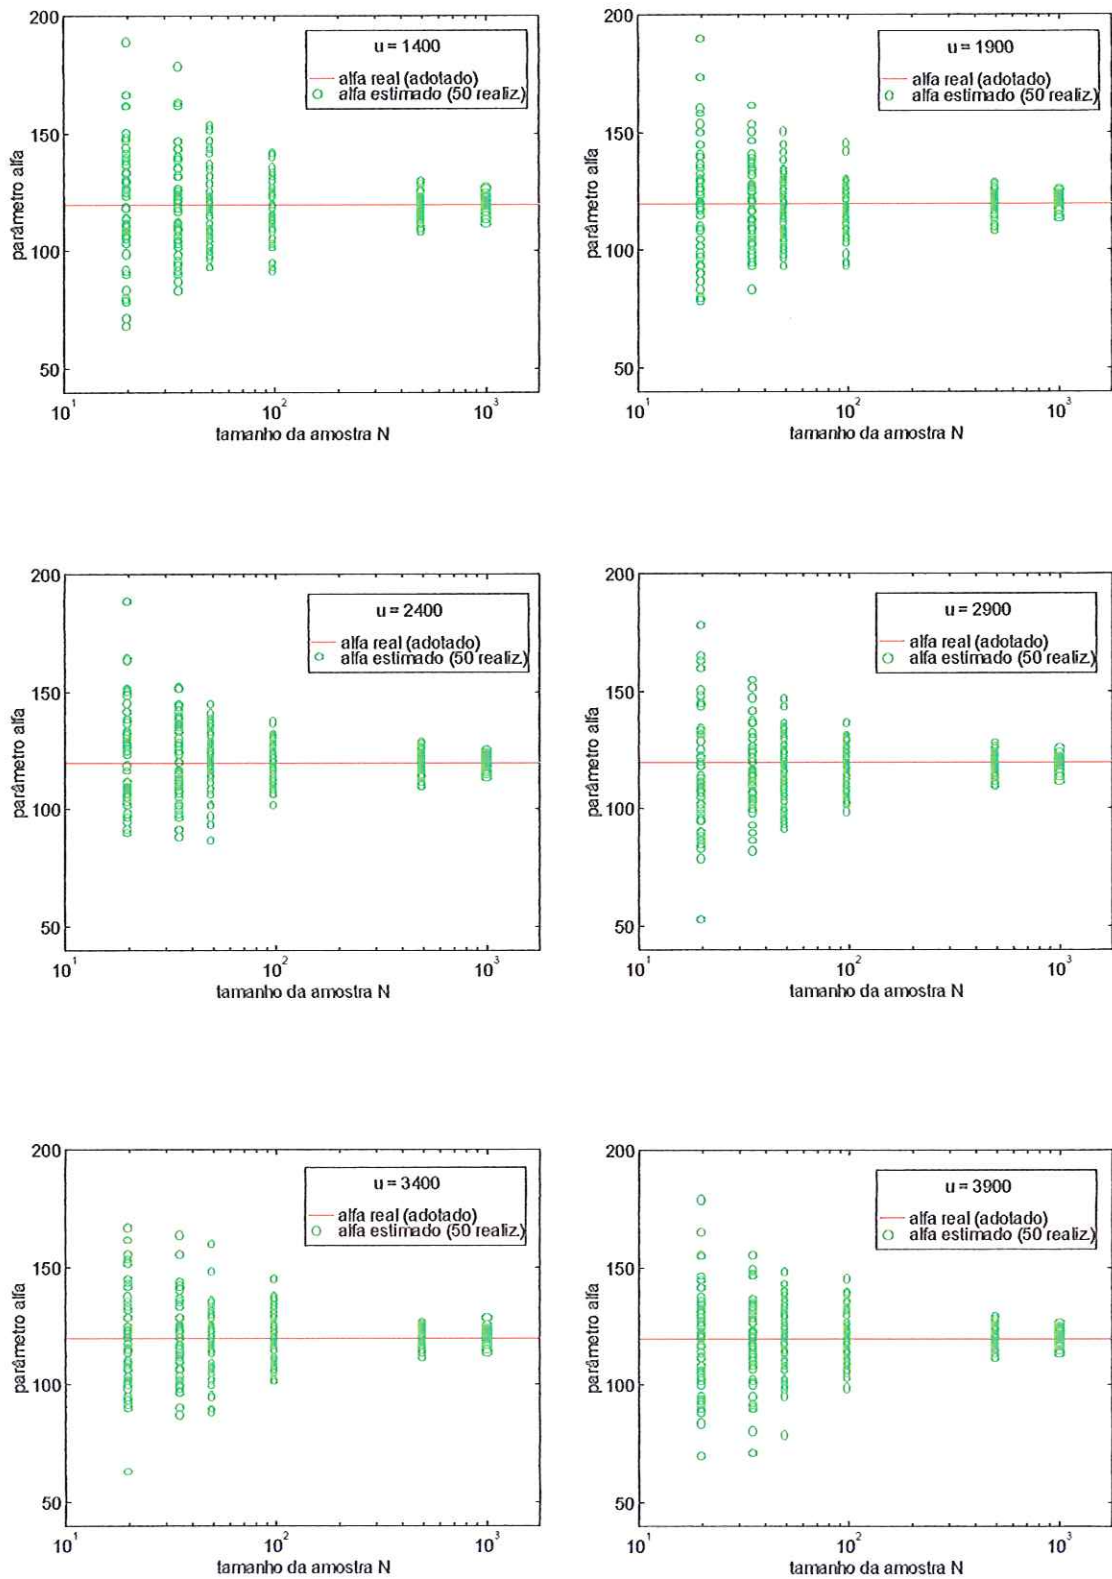 200
150
100
50
parâmetro alfa
u = 1400
alfa real (adotado)
alfa estimado (50 realiz.)
10¹
10²
10³
tamanho da amostra N
200
150
100
50
parâmetro alfa
u = 1900
alfa real (adotado)
alfa estimado (50 realiz.)
10¹
10²
10³
tamanho da amostra N
200
150
100
50
parâmetro alfa
u = 2400
alfa real (adotado)
alfa estimado (50 realiz.)
10¹
10²
10³
tamanho da amostra N
200
150
100
50
parâmetro alfa
u = 2900
alfa real (adotado)
alfa estimado (50 realiz.)
10¹
10²
10³
tamanho da amostra N
200
150
100
50
parâmetro alfa
u = 3400
alfa real (adotado)
alfa estimado (50 realiz.)
10¹
10²
10³
tamanho da amostra N
200
150
100
50
parâmetro alfa
u = 3900
alfa real (adotado)
alfa estimado (50 realiz.)
10¹
10²
10³
tamanho da amostra N